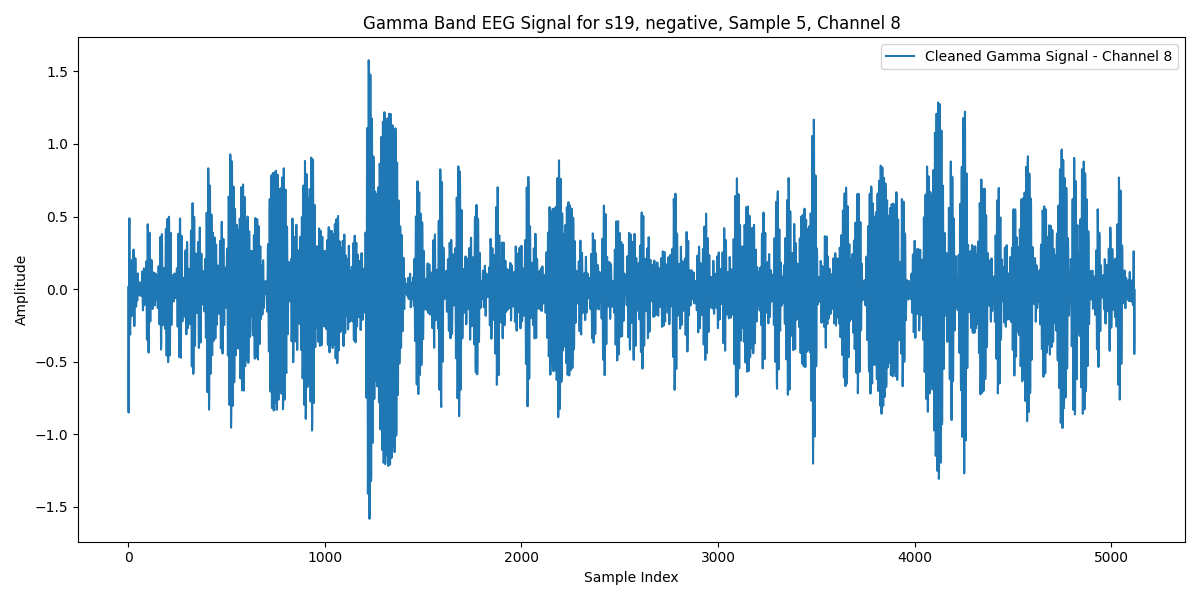 Gamma Band EEG Signal for s19, negative, Sample 5, Channel 8
Cleaned Gamma Signal - Channel 8
Amplitude
1.5
1.0
0.5
0.0
−0.5
−1.0
−1.5
0 1000 2000 3000 4000 5000
Sample Index